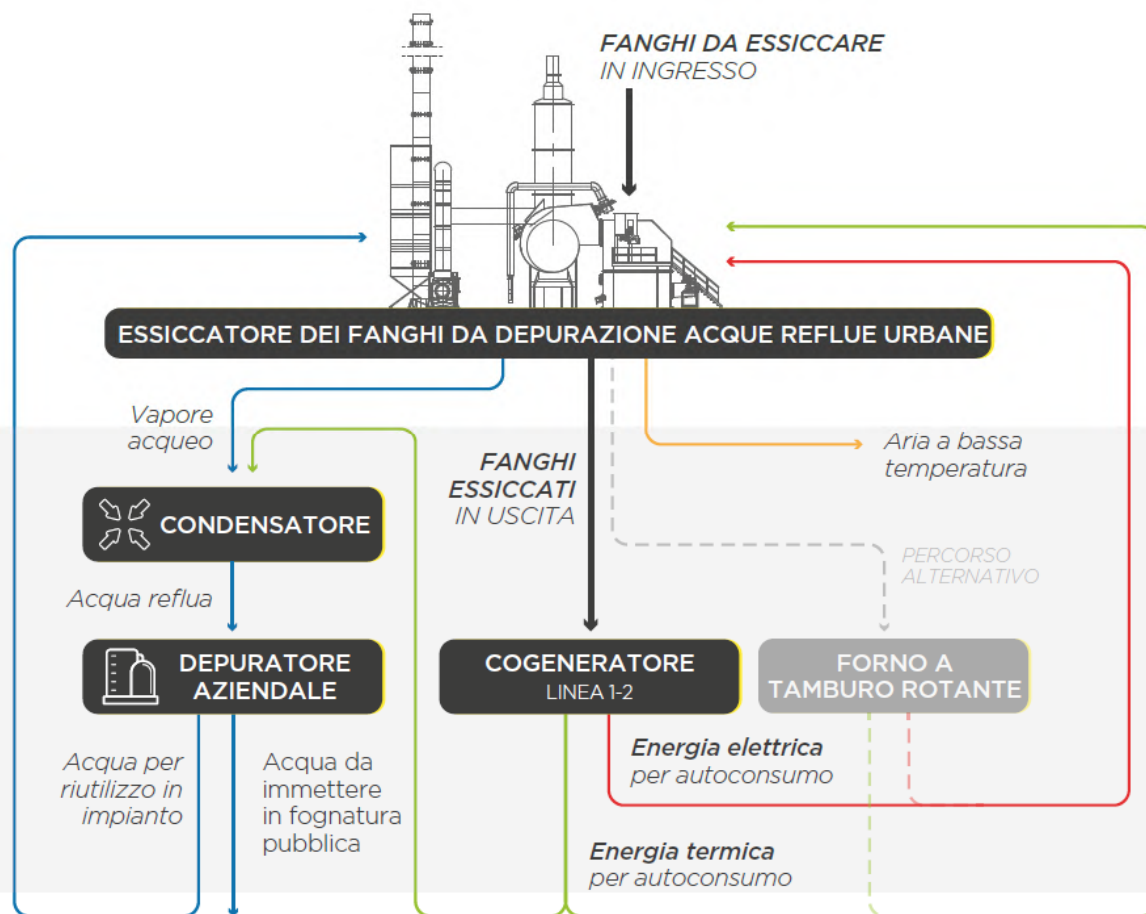 FANGHI DA ESSICCARE
IN INGRESSO
ESSICCATORE DEI FANGHI DA DEPURAZIONE ACQUE REFLUE URBANE
Vapore
acqueo
FANGHI
ESSICCATI
IN USCITA
Aria a bassa
temperatura
CONDENSATORE
PERCORSO
ALTERNATIVO
Acqua reflua
DEPURATORE
AZIENDALE
COGENERATORE
LINEA 1-2
FORNO A
TAMBURO ROTANTE
Acqua per
riutilizzo in
impianto
Acqua da
immettere
in fognatura
pubblica
Energia elettrica
per autoconsumo
Energia termica
per autoconsumo